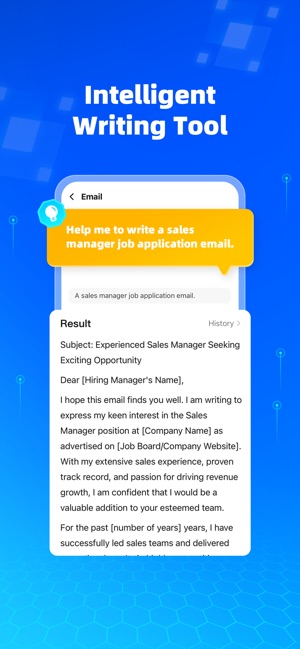 Intelligent
Writing Tool
Email
Help me to write a sales
manager job application email.
A sales manager job application email.
Result
History
Subject: Experienced Sales Manager Seeking
Exciting Opportunity
Dear [Hiring Manager's Name],
I hope this email finds you well. I am writing to
express my keen interest in the Sales
Manager position at [Company Name] as
advertised on [Job Board/Company Website].
With my extensive sales experience, proven
track record, and passion for driving revenue
growth, I am confident that I would be a
valuable addition to your esteemed team.
For the past [number of years] years, I have
successfully led sales teams and delivered